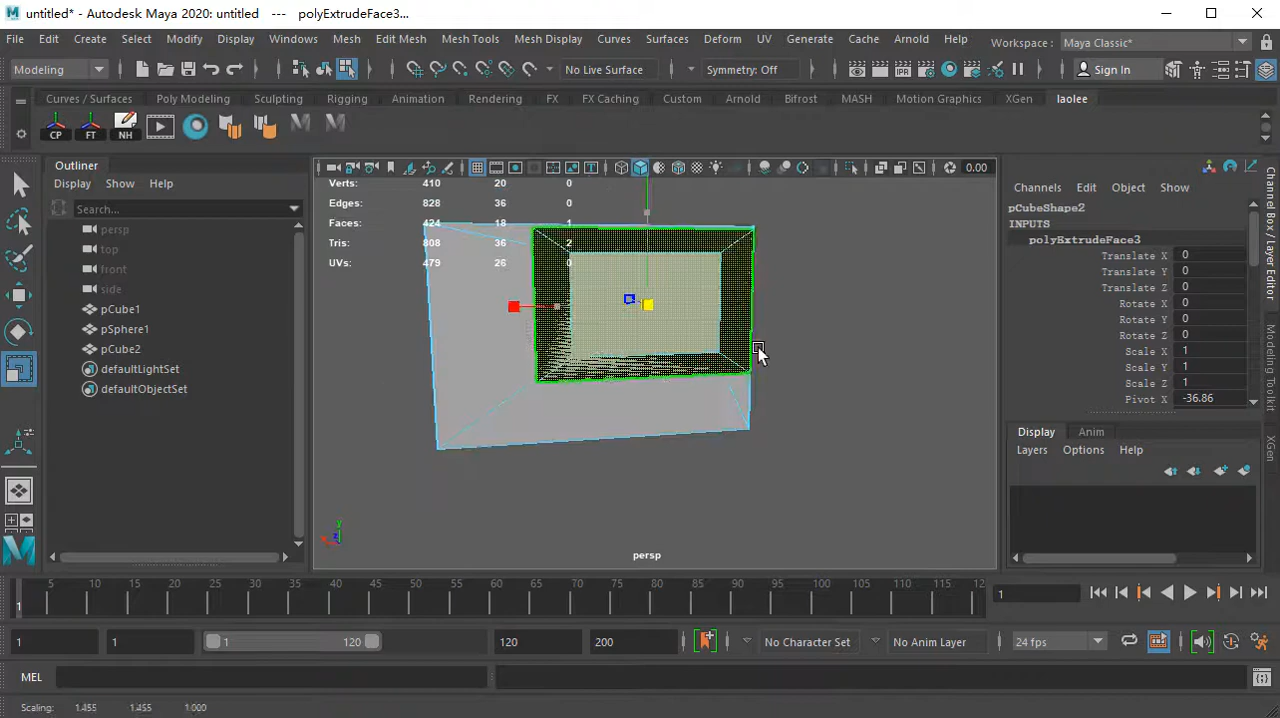 untitled* - Autodesk Maya 2020: untitled --- polyExtrudeFace3...
File Edit Create Select Modify Display Windows Mesh Edit Mesh Mesh Tools Mesh Display Curves Surfaces Deform UV Generate Cache Arnold Help Workspace : Maya Classic*
Modeling No Live Surface Symmetry: Off IPR Sign In
Curves / Surfaces Poly Modeling Sculpting Rigging Animation Rendering FX FX Caching Custom Arnold Bifrost MASH Motion Graphics XGen laolee
CP FT NH
Outliner
Display Show Help
Search...
persp
top
front
side
pCube1
pSphere1
pCube2
defaultLightSet
defaultObjectSet
0.00
Verts: 410 20 0
Edges: 828 36 0
Faces: 424 18 1
Tris: 808 36 2
UVs: 479 26 0
y
x
z
persp
Channels Edit Object Show
pCubeShape2
INPUTS
polyExtrudeFace3
Translate X 0
Translate Y 0
Translate Z 0
Rotate X 0
Rotate Y 0
Rotate Z 0
Scale X 1
Scale Y 1
Scale Z 1
Pivot X -36.86
Display Anim
Layers Options Help
Channel Box / Layer Editor
Modeling Toolkit
XGen
5 10 15 20 25 30 35 40 45 50 55 60 65 70 75 80 85 90 95 100 105 110 115 12
1 1
1 1 1 120 120 200 No Character Set No Anim Layer 24 fps
MEL
Scaling: 1.455 1.455 1.000